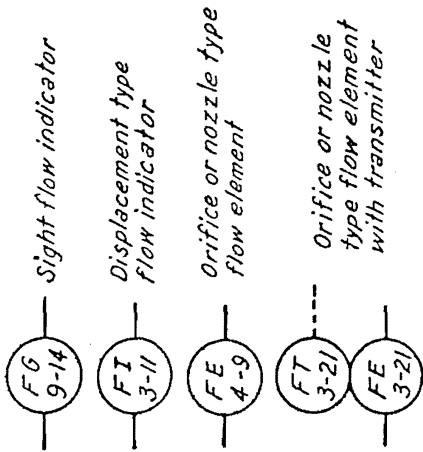 FG
9-14
Sight flow indicator
FI
3-11
Displacement type
flow indicator
FE
4-9
Orifice or nozzle type
flow element
FT
3-21
FE
3-21
Orifice or nozzle
type flow element
with transmitter